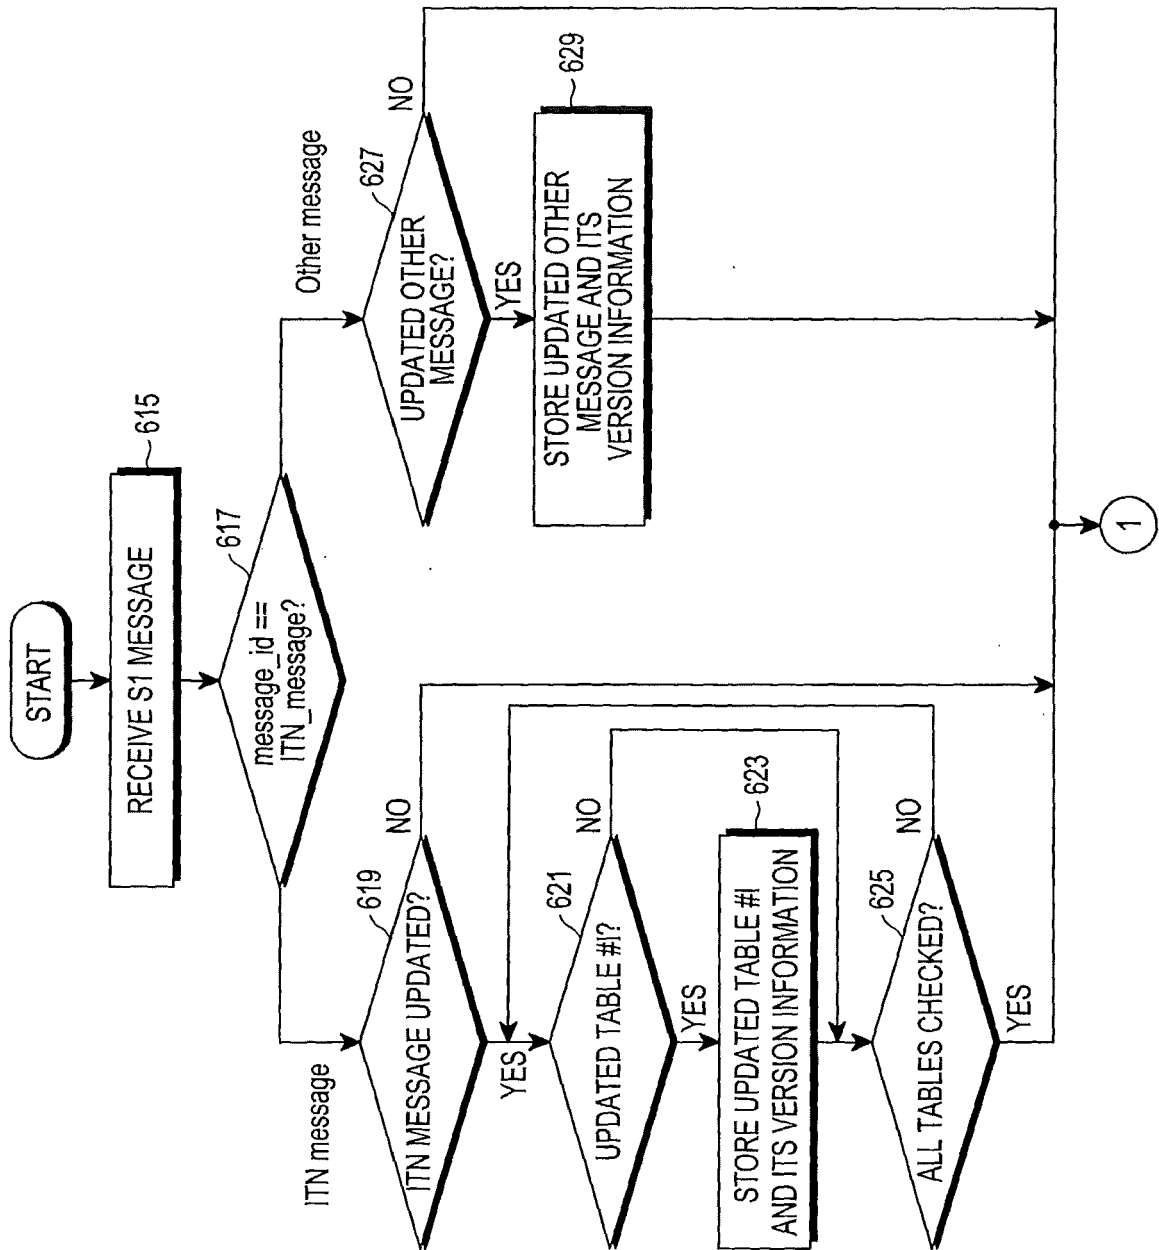 START
RECEIVE S1 MESSAGE
615
message_id ==
ITN_message?
617
ITN message
Other message
ITN MESSAGE UPDATED?
619
NO
YES
UPDATED TABLE #I?
621
NO
YES
STORE UPDATED TABLE #I
AND ITS VERSION INFORMATION
623
ALL TABLES CHECKED?
625
NO
YES
UPDATED OTHER
MESSAGE?
627
NO
YES
STORE UPDATED OTHER
MESSAGE AND ITS
VERSION INFORMATION
629
1